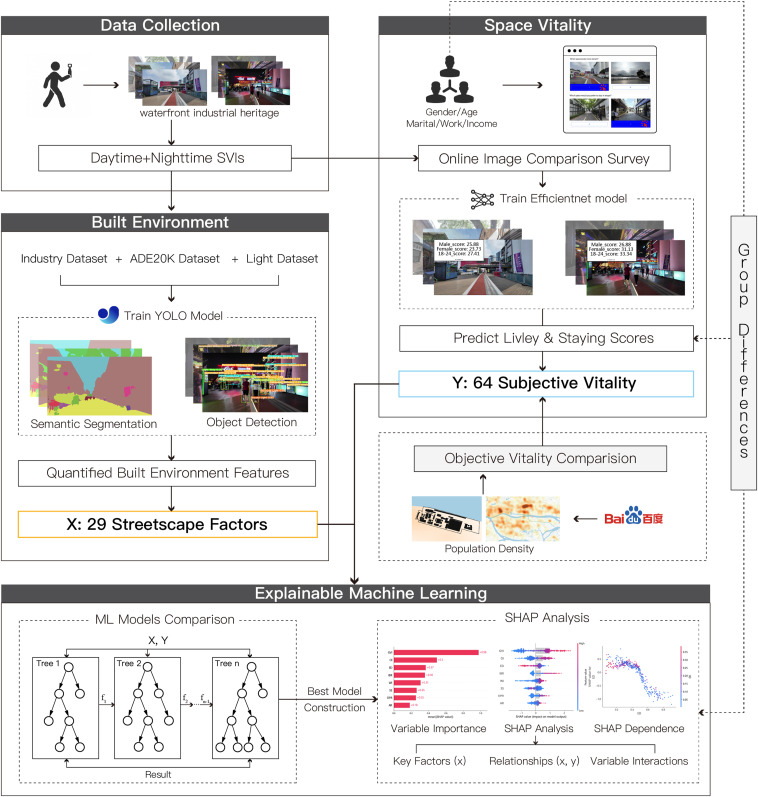 Data Collection
waterfront industrial heritage
Daytime+Nighttime SVIs
Space Vitality
Gender/Age
Marital/Work/Income
Online Image Comparison Survey
Train Efficientnet model
Male_score: 25.88
Female_score: 23.73
18-24_score: 27.41
Male_score: 26.88
Female_score: 31.13
18-24_score: 33.34
Predict Livley & Staying Scores
Y: 64 Subjective Vitality
Objective Vitality Comparision
Population Density
Bai du 百度
Group Differences
Built Environment
Industry Dataset + ADE20K Dataset + Light Dataset
Train YOLO Model
Semantic Segmentation
Object Detection
Quantified Built Environment Features
X: 29 Streetscape Factors
Explainable Machine Learning
ML Models Comparison
X, Y
Tree 1
Tree 2
Tree n
Result
Best Model
Construction
SHAP Analysis
Variable Importance
SHAP Analysis
SHAP Dependence
Key Factors (x)
Relationships (x, y)
Variable Interactions